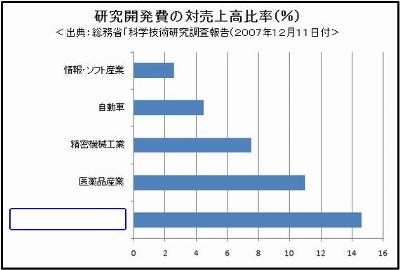 研究開発費の対売上高比率(%)
<出典:総務省「科学技術研究調査報告(2007年12月11日付>
情報・ソフト産業
自動車
精密機械工業
医薬品産業
0 2 4 6 8 10 12 14 16